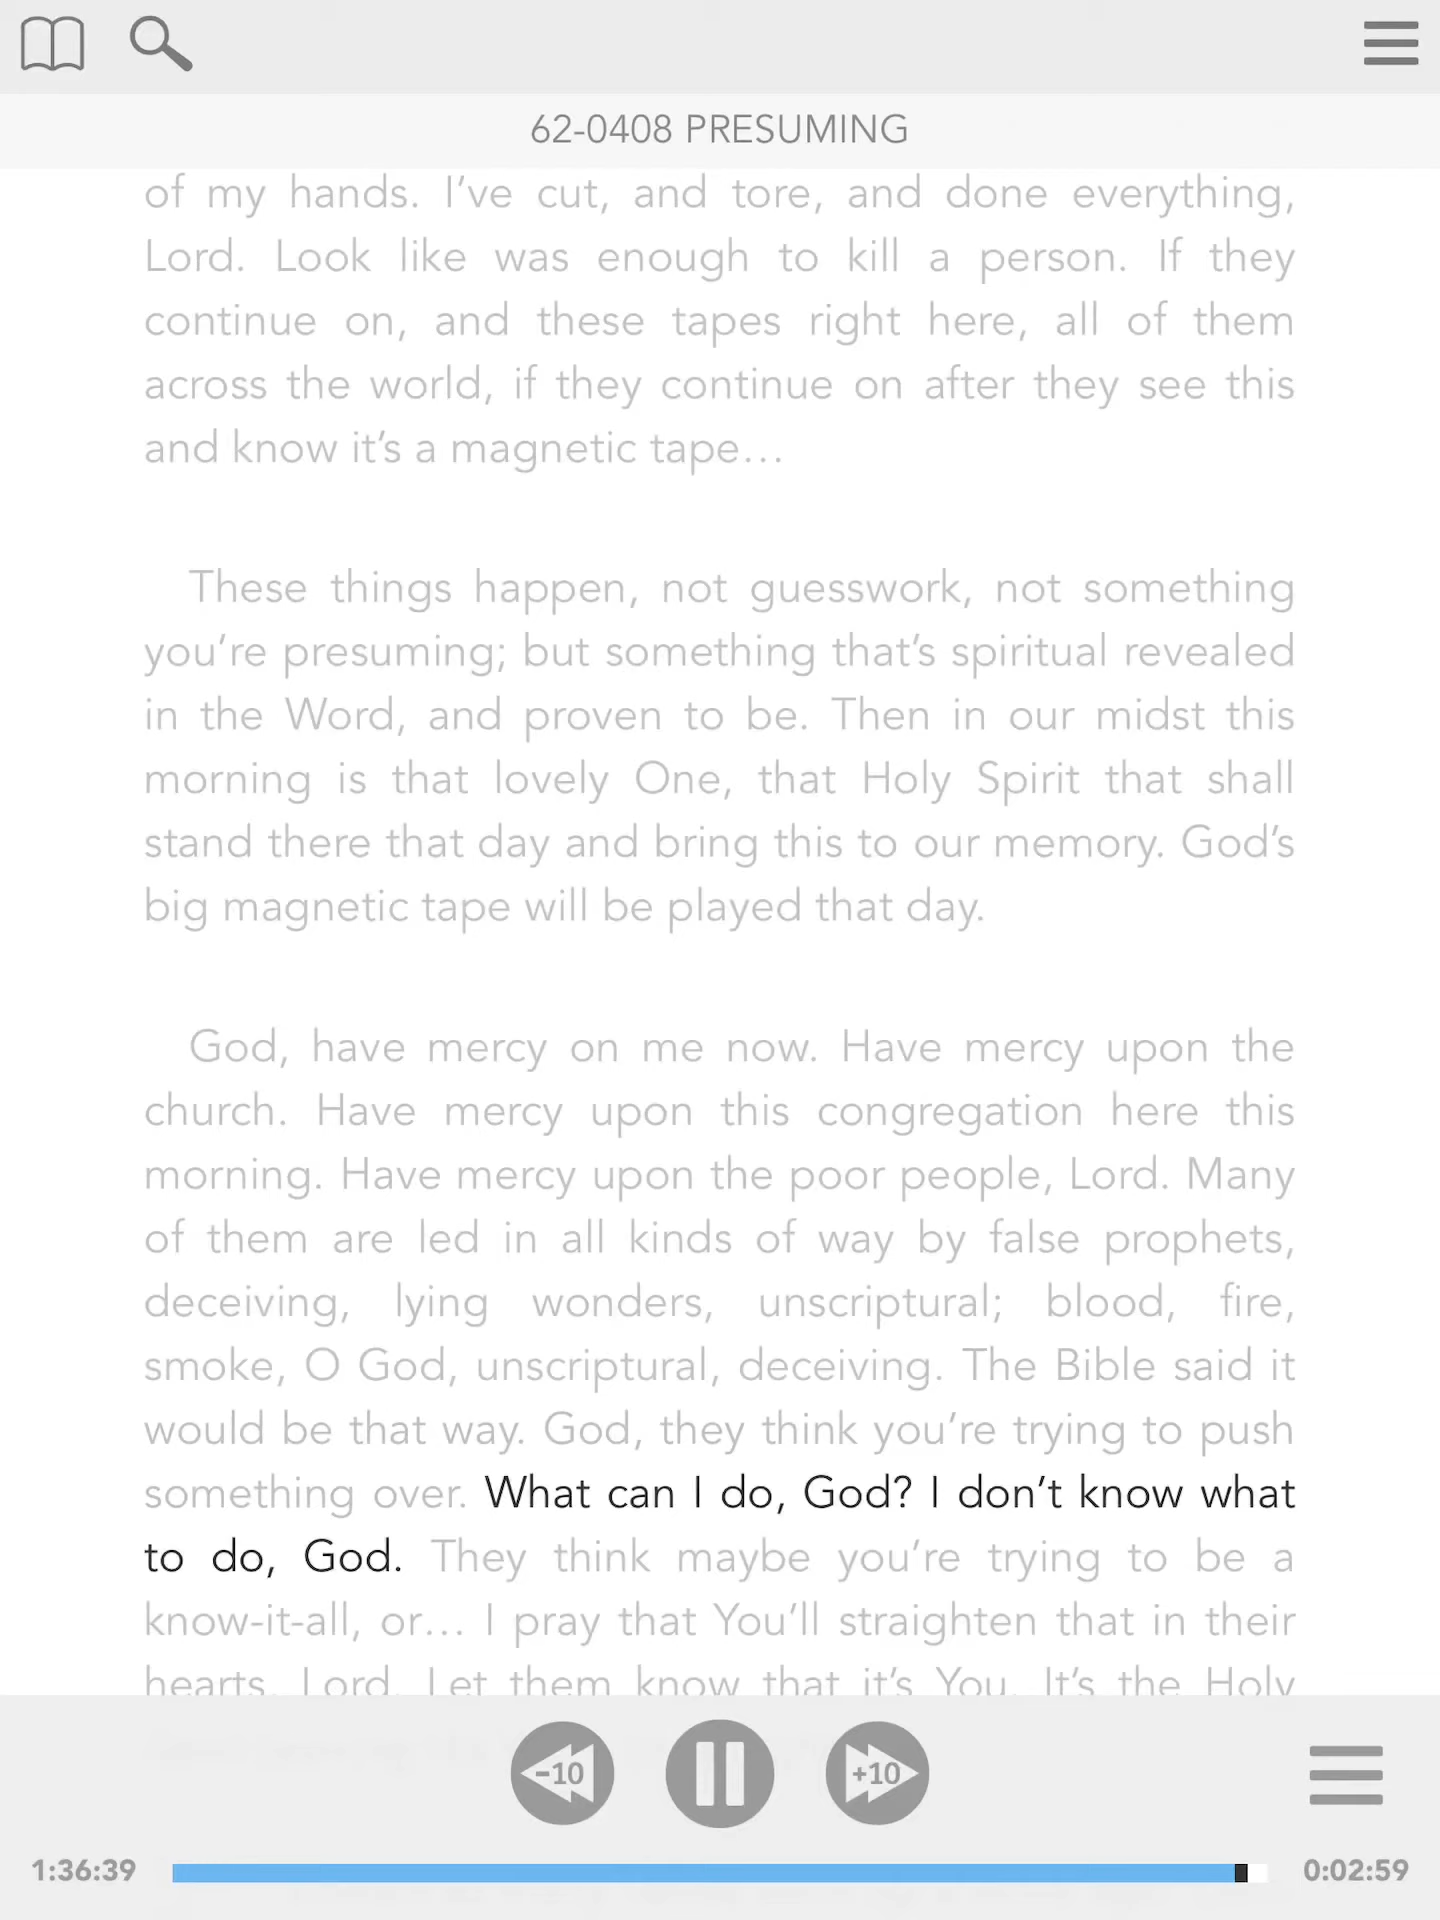 62-0408 PRESUMING
of my hands. I’ve cut, and tore, and done everything,
Lord. Look like was enough to kill a person. If they
continue on, and these tapes right here, all of them
across the world, if they continue on after they see this
and know it’s a magnetic tape…
These things happen, not guesswork, not something
you’re presuming; but something that’s spiritual revealed
in the Word, and proven to be. Then in our midst this
morning is that lovely One, that Holy Spirit that shall
stand there that day and bring this to our memory. God’s
big magnetic tape will be played that day.
God, have mercy on me now. Have mercy upon the
church. Have mercy upon this congregation here this
morning. Have mercy upon the poor people, Lord. Many
of them are led in all kinds of way by false prophets,
deceiving, lying wonders, unscriptural; blood, fire,
smoke, O God, unscriptural, deceiving. The Bible said it
would be that way. God, they think you’re trying to push
something over. What can I do, God? I don’t know what
to do, God. They think maybe you’re trying to be a
know-it-all, or… I pray that You’ll straighten that in their
hearts, Lord. Let them know that it’s You. It’s the Holy
-10 +10
1:36:39 0:02:59